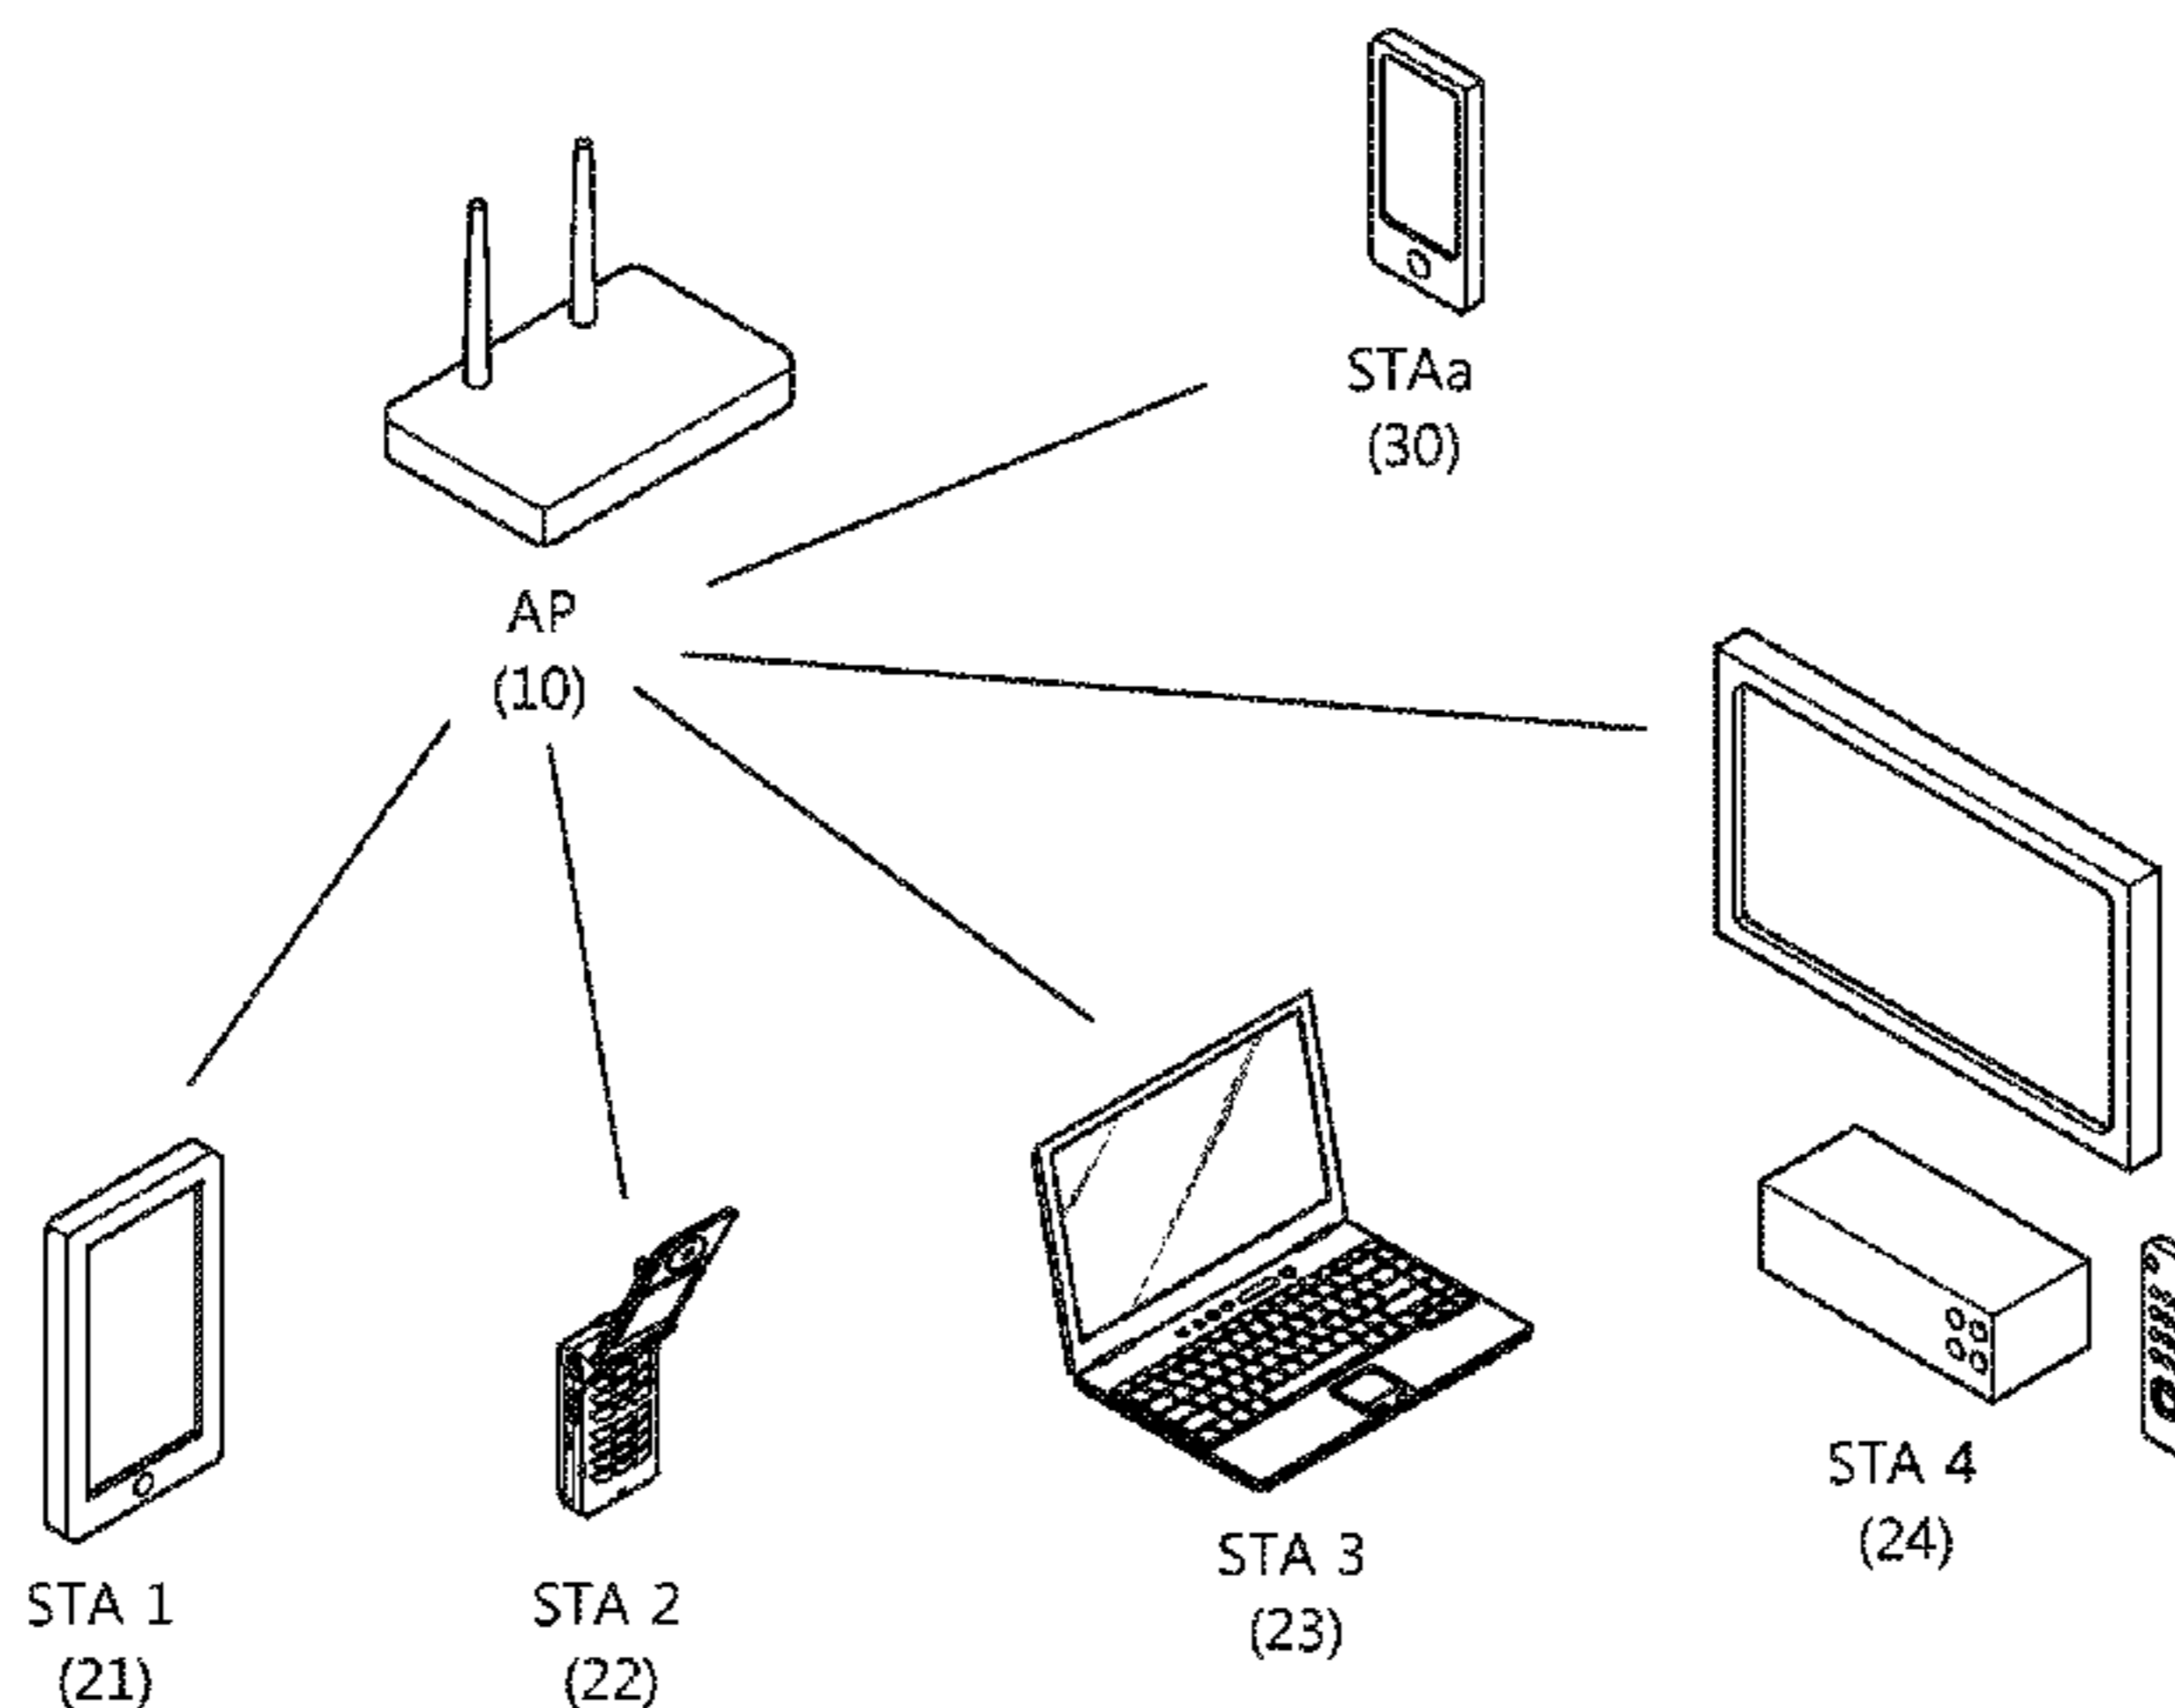 STAa
(30)
AP
(10)
STA 4
(24)
STA 3
(23)
STA 1
(21)
STA 2
(22)